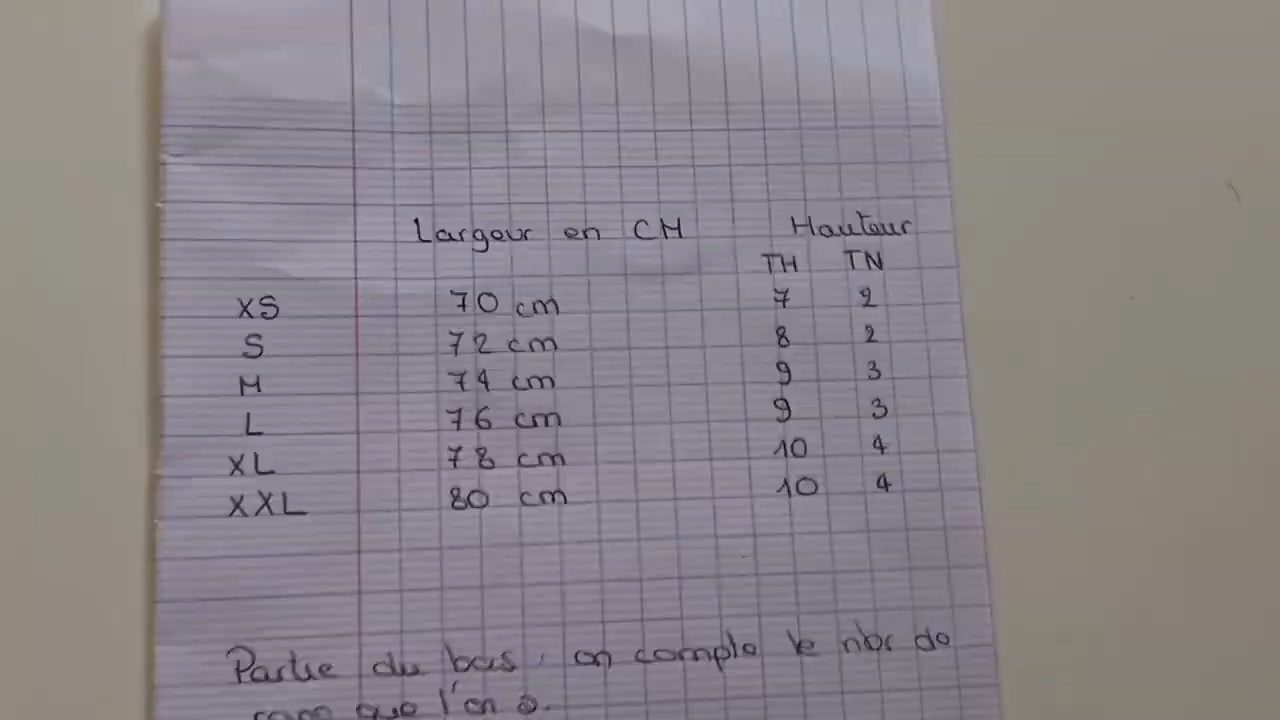 Largeur en CM Hauteur
TH TN
XS 70 cm 7 2
S 72 cm 8 2
M 74 cm 9 3
L 76 cm 9 3
XL 78 cm 10 4
XXL 80 cm 10 4
Partie du bas, on compte le nbr de
rang que l'on a.